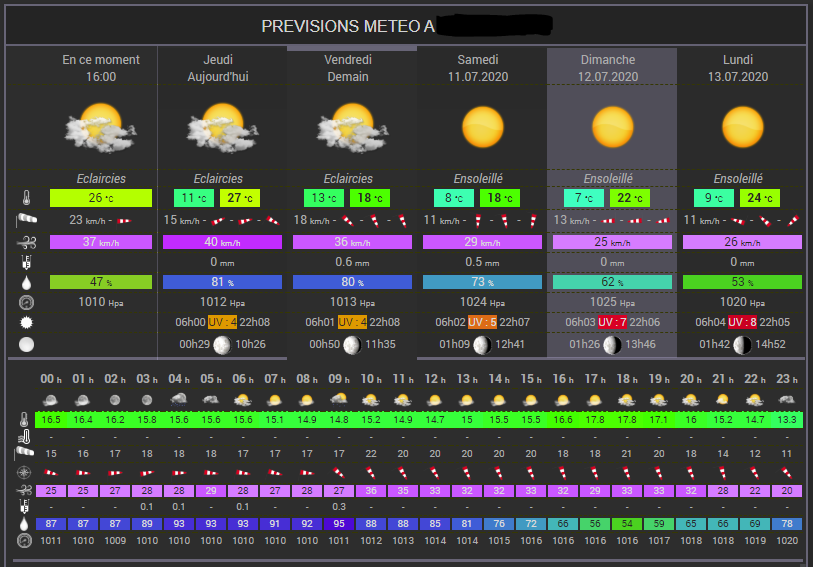 PREVISIONS METEO A
En ce moment Jeudi Vendredi Samedi Dimanche Lundi
16:00 Aujourd'hui Demain 11.07.2020 12.07.2020 13.07.2020
Eclaircies Eclaircies Eclaircies Ensoleillé Ensoleillé Ensoleillé
26 °C 11 °C 27 °C 13 °C 18 °C 8 °C 18 °C 7 °C 22 °C 9 °C 24 °C
23 km/h - 15 km/h - - - 18 km/h - - - 11 km/h - - - 13 km/h - - - 11 km/h - - -
37 km/h 40 km/h 36 km/h 29 km/h 25 km/h 26 km/h
0 mm 0.6 mm 0.5 mm 0 mm 0 mm
47 % 81 % 80 % 73 % 62 % 53 %
1010 Hpa 1012 Hpa 1013 Hpa 1024 Hpa 1025 Hpa 1020 Hpa
06h00 UV : 4 22h08 06h01 UV : 4 22h08 06h02 UV : 5 22h07 06h03 UV : 7 22h06 06h04 UV : 8 22h05
00h29 10h26 00h50 11h35 01h09 12h41 01h26 13h46 01h42 14h52
00 h 01 h 02 h 03 h 04 h 05 h 06 h 07 h 08 h 09 h 10 h 11 h 12 h 13 h 14 h 15 h 16 h 17 h 18 h 19 h 20 h 21 h 22 h 23 h
16.5 16.4 16.2 15.8 15.6 15.6 15.6 15.1 14.9 14.8 15.2 14.9 14.7 15 15.5 15.5 16.6 17.8 17.8 17.1 16 15.2 14.7 13.3
- - - - - - - - - - - - - - - - - - - - - - - -
15 16 17 18 18 18 17 17 18 17 22 20 20 20 20 20 18 18 21 20 18 14 12 11
25 25 27 28 28 29 28 27 28 27 36 35 33 32 32 33 32 29 33 33 32 28 22 20
- - - 0.1 0.1 - 0.1 - - 0.3 - - - - - - - - - - - - - -
87 87 87 89 93 93 93 91 92 95 88 88 85 81 76 72 66 56 54 59 65 66 69 78
1011 1010 1009 1010 1010 1010 1010 1010 1010 1011 1012 1013 1014 1014 1015 1015 1016 1016 1016 1017 1018 1018 1019 1020